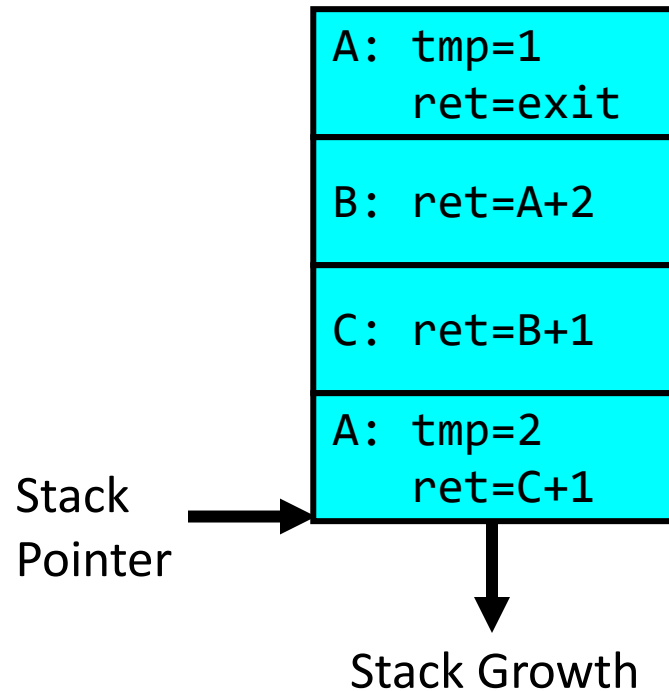 A: tmp=1
ret=exit
B: ret=A+2
C: ret=B+1
A: tmp=2
ret=C+1
Stack
Pointer
Stack Growth